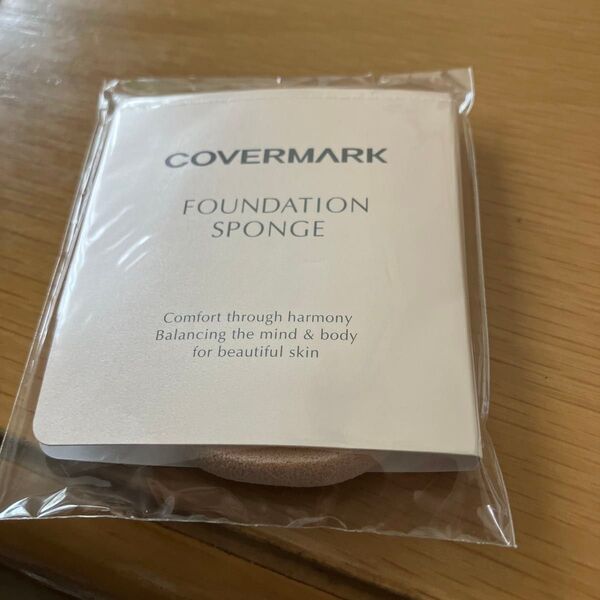 COVERMARK
FOUNDATION
SPONGE
Comfort through harmony
Balancing the mind & body
for beautiful skin